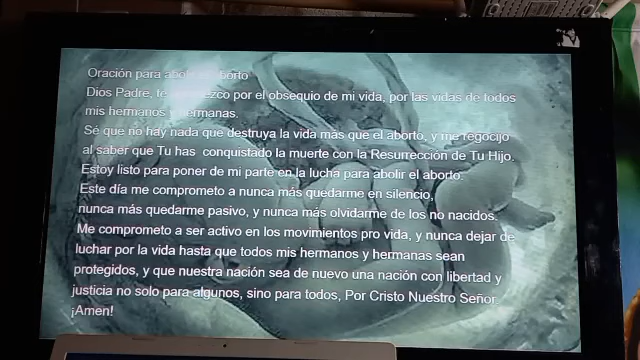 Oración para abolir el aborto
Dios Padre, te agradezco por el obsequio de mi vida, por las vidas de todos
mis hermanos y hermanas.
Sé que no hay nada que destruya la vida más que el aborto, y me regocijo
al saber que Tu has conquistado la muerte con la Resurrección de Tu Hijo.
Estoy listo para poner de mi parte en la lucha para abolir el aborto.
Este día me comprometo a nunca más quedarme en silencio,
nunca más quedarme pasivo, y nunca más olvidarme de los no nacidos.
Me comprometo a ser activo en los movimientos pro vida, y nunca dejar de
luchar por la vida hasta que todos mis hermanos y hermanas sean
protegidos, y que nuestra nación sea de nuevo una nación con libertad y
justicia no solo para algunos, sino para todos, Por Cristo Nuestro Señor.
¡Amen!